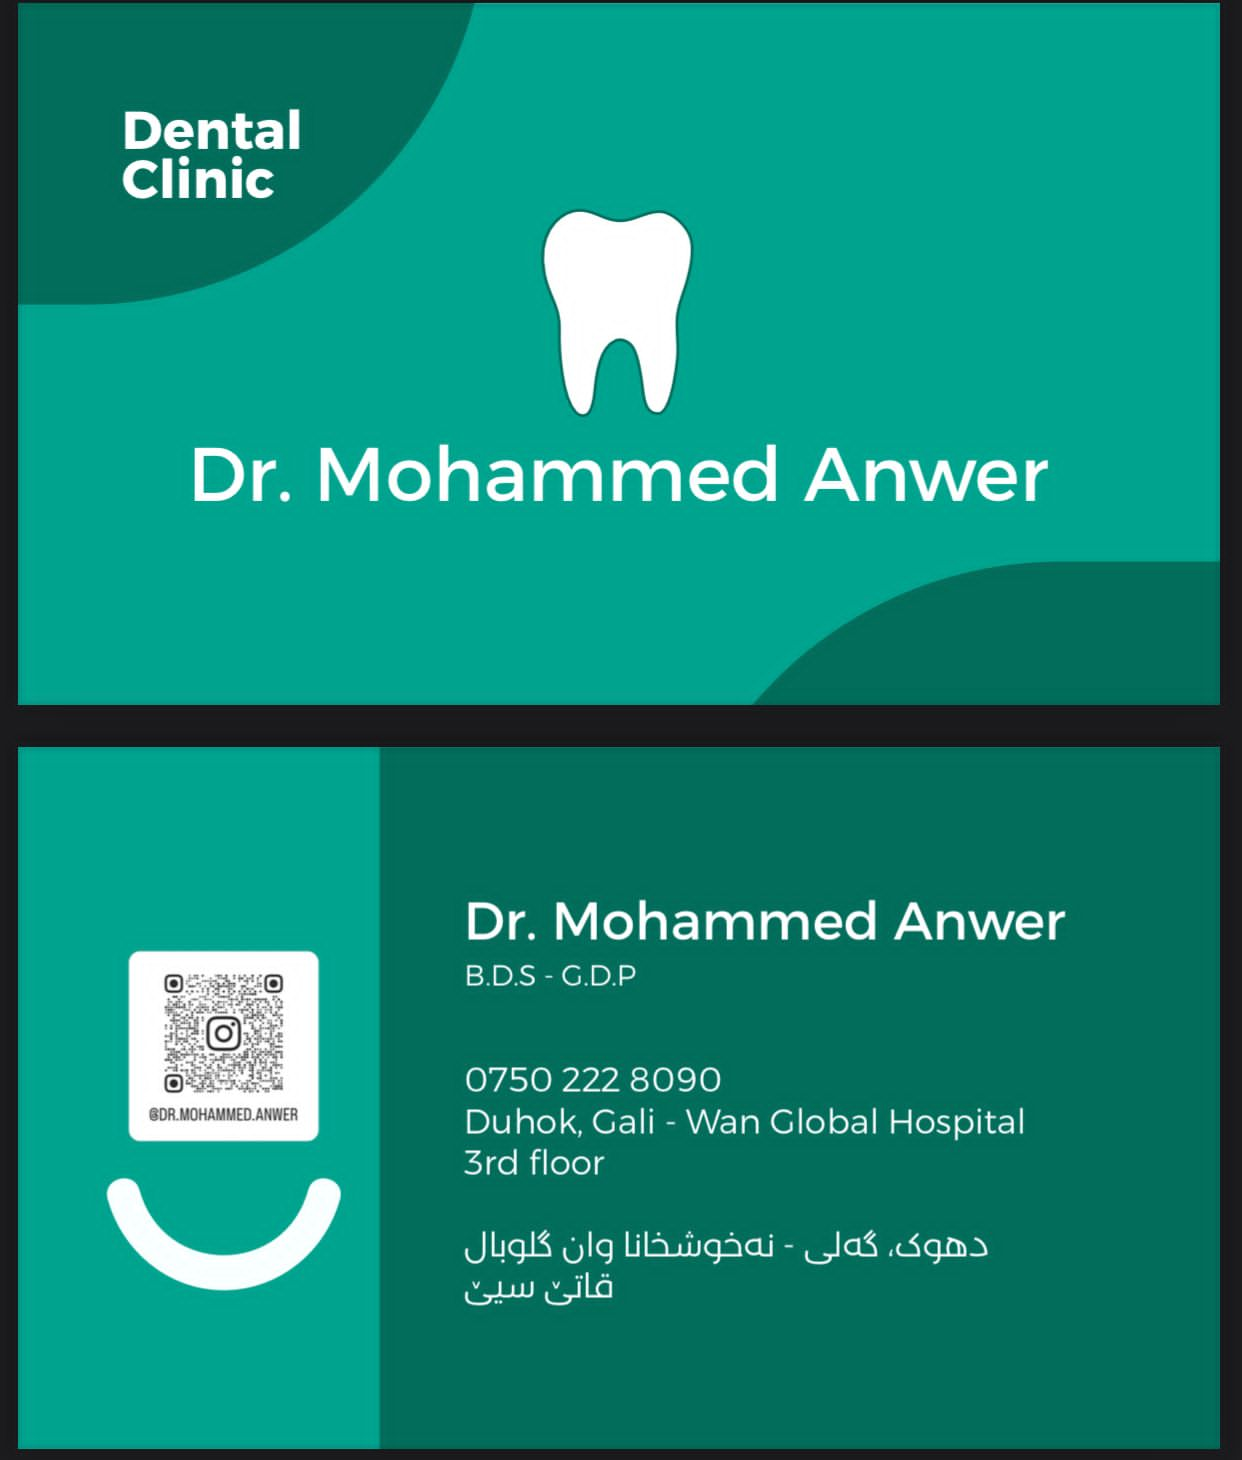 Dental
Clinic
Dr. Mohammed Anwer
@DR.MOHAMMED.ANWER
Dr. Mohammed Anwer
B.D.S - G.D.P
0750 222 8090
Duhok, Gali - Wan Global Hospital
3rd floor
دهوک، گەلی - نەخوشخانا وان گلوبال
قاتێ سیێ